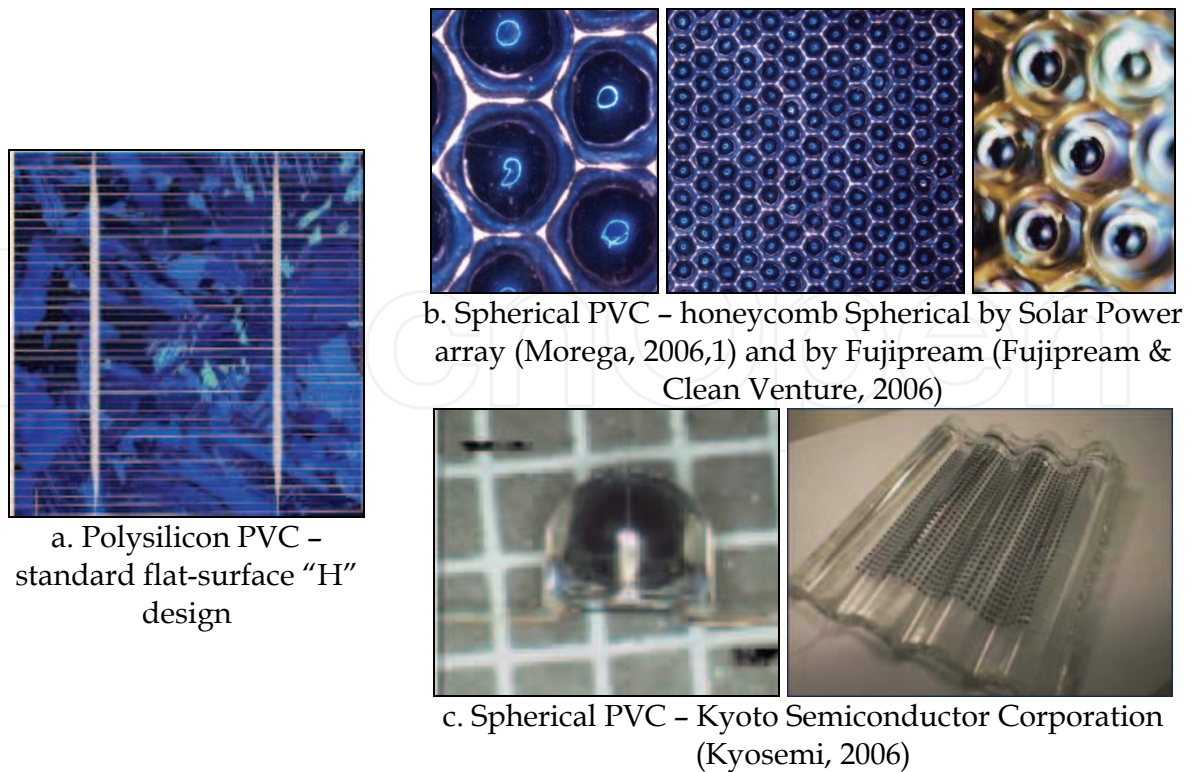 a. Polysilicon PVC –
standard flat-surface “H”
design
b. Spherical PVC – honeycomb Spherical by Solar Power
array (Morega, 2006,1) and by Fujipream (Fujipream &
Clean Venture, 2006)
c. Spherical PVC – Kyoto Semiconductor Corporation
(Kyosemi, 2006)